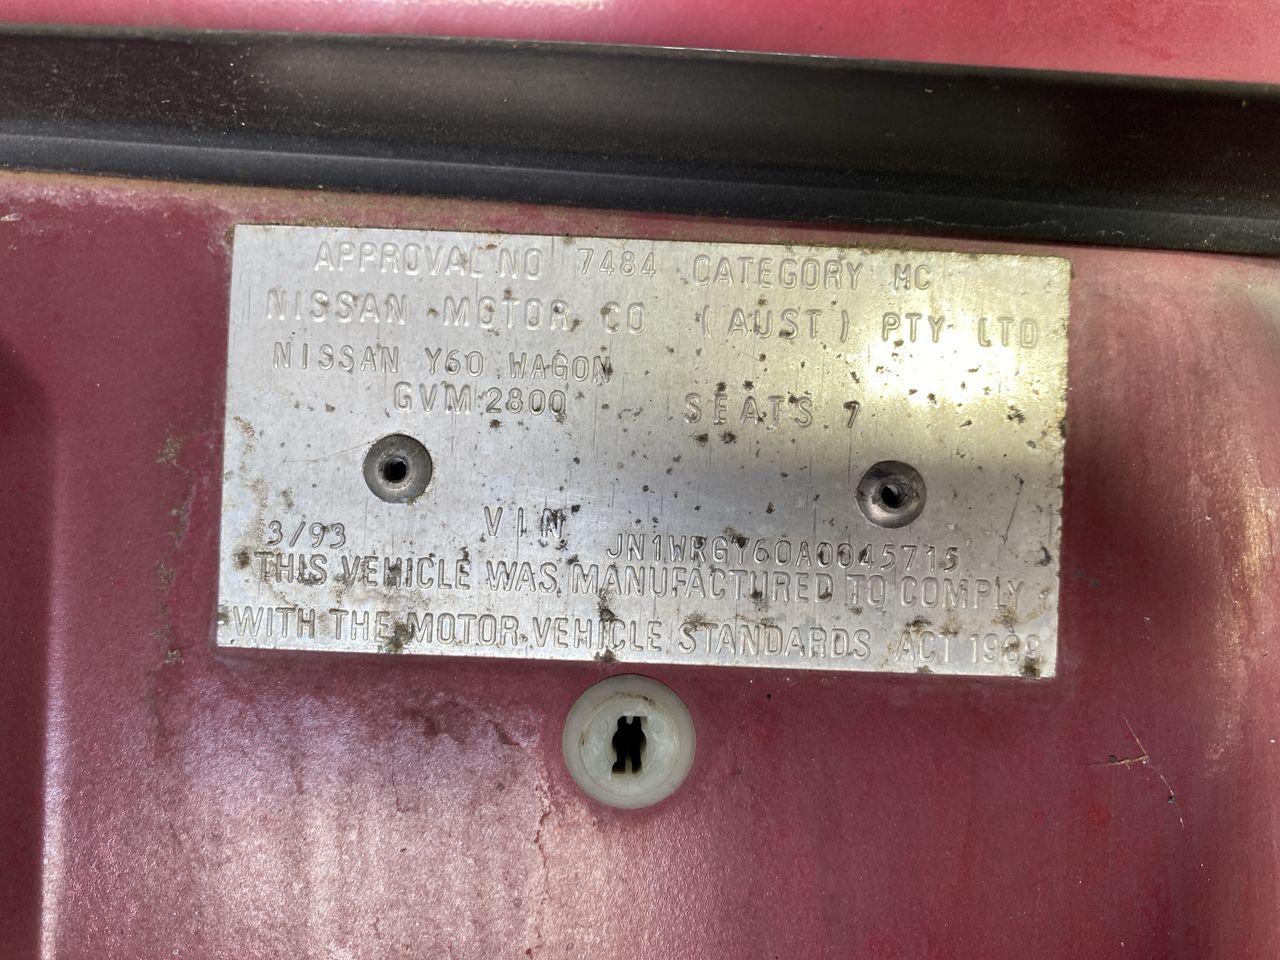 APPROVAL NO 7484 CATEGORY MC
NISSAN MOTOR CO (AUST) PTY LTD
NISSAN Y60 WAGON
GVM 2800 SEATS 7
3/93 VIN JN1WRGY60A0045715
THIS VEHICLE WAS MANUFACTURED TO COMPLY
WITH THE MOTOR VEHICLE STANDARDS ACT 1989